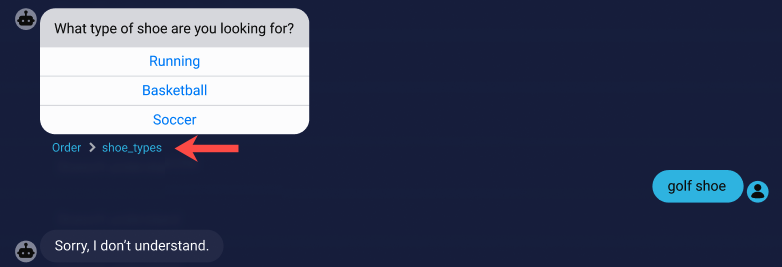 What type of shoe are you looking for?
Running
Basketball
Soccer
Order > shoe_types
golf shoe
Sorry, I don't understand.